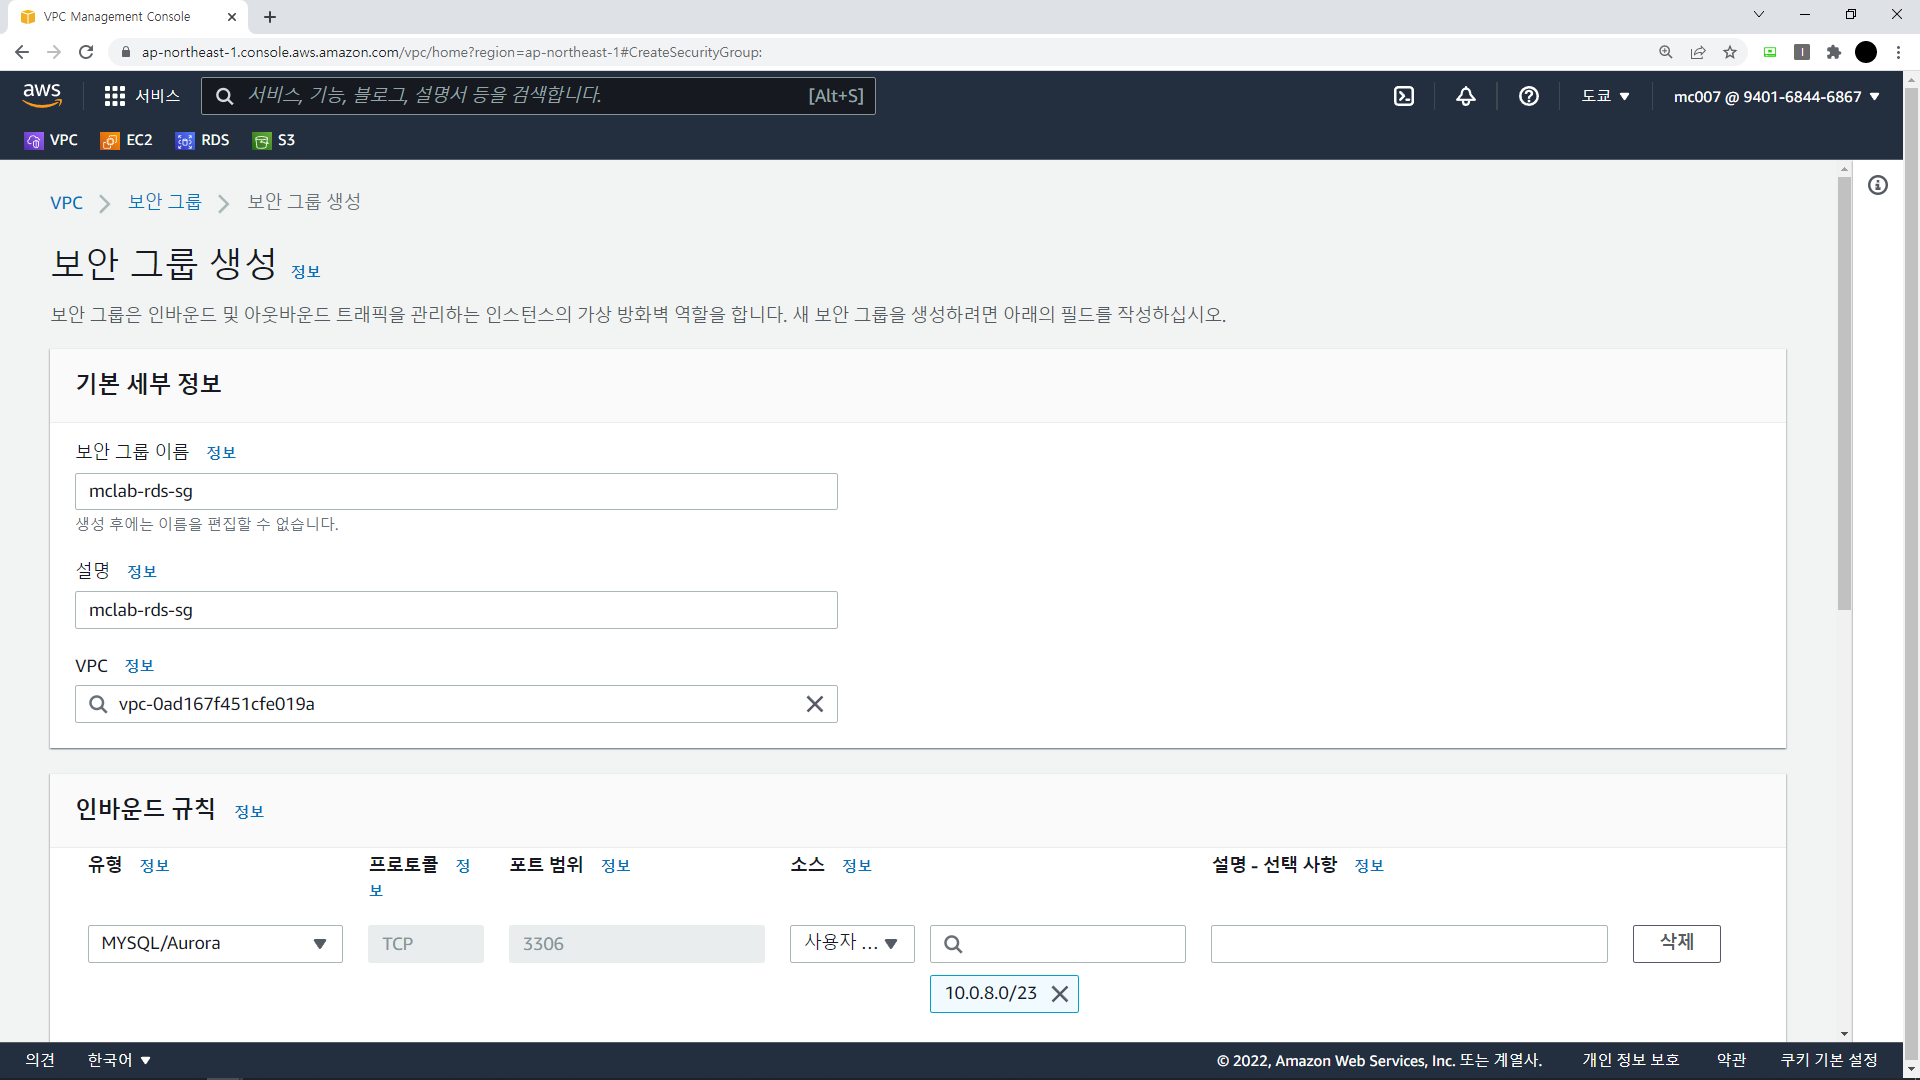 VPC Management Console
ap-northeast-1.console.aws.amazon.com/vpc/home?region=ap-northeast-1#CreateSecurityGroup:
aws 서비스 서비스, 기능, 블로그, 설명서 등을 검색합니다. [Alt+S] 도쿄 mc007 @ 9401-6844-6867
VPC EC2 RDS S3
VPC 보안 그룹 보안 그룹 생성
보안 그룹 생성 정보
보안 그룹은 인바운드 및 아웃바운드 트래픽을 관리하는 인스턴스의 가상 방화벽 역할을 합니다. 새 보안 그룹을 생성하려면 아래의 필드를 작성하십시오.
기본 세부 정보
보안 그룹 이름 정보
mclab-rds-sg
생성 후에는 이름을 편집할 수 없습니다.
설명 정보
mclab-rds-sg
VPC 정보
vpc-0ad167f451cfe019a
인바운드 규칙 정보
유형 정보 프로토콜 정보 포트 범위 정보 소스 정보 설명 - 선택 사항 정보
MYSQL/Aurora TCP 3306 사용자 ... 삭제
10.0.8.0/23
의견 한국어 © 2022, Amazon Web Services, Inc. 또는 계열사. 개인 정보 보호 약관 쿠키 기본 설정